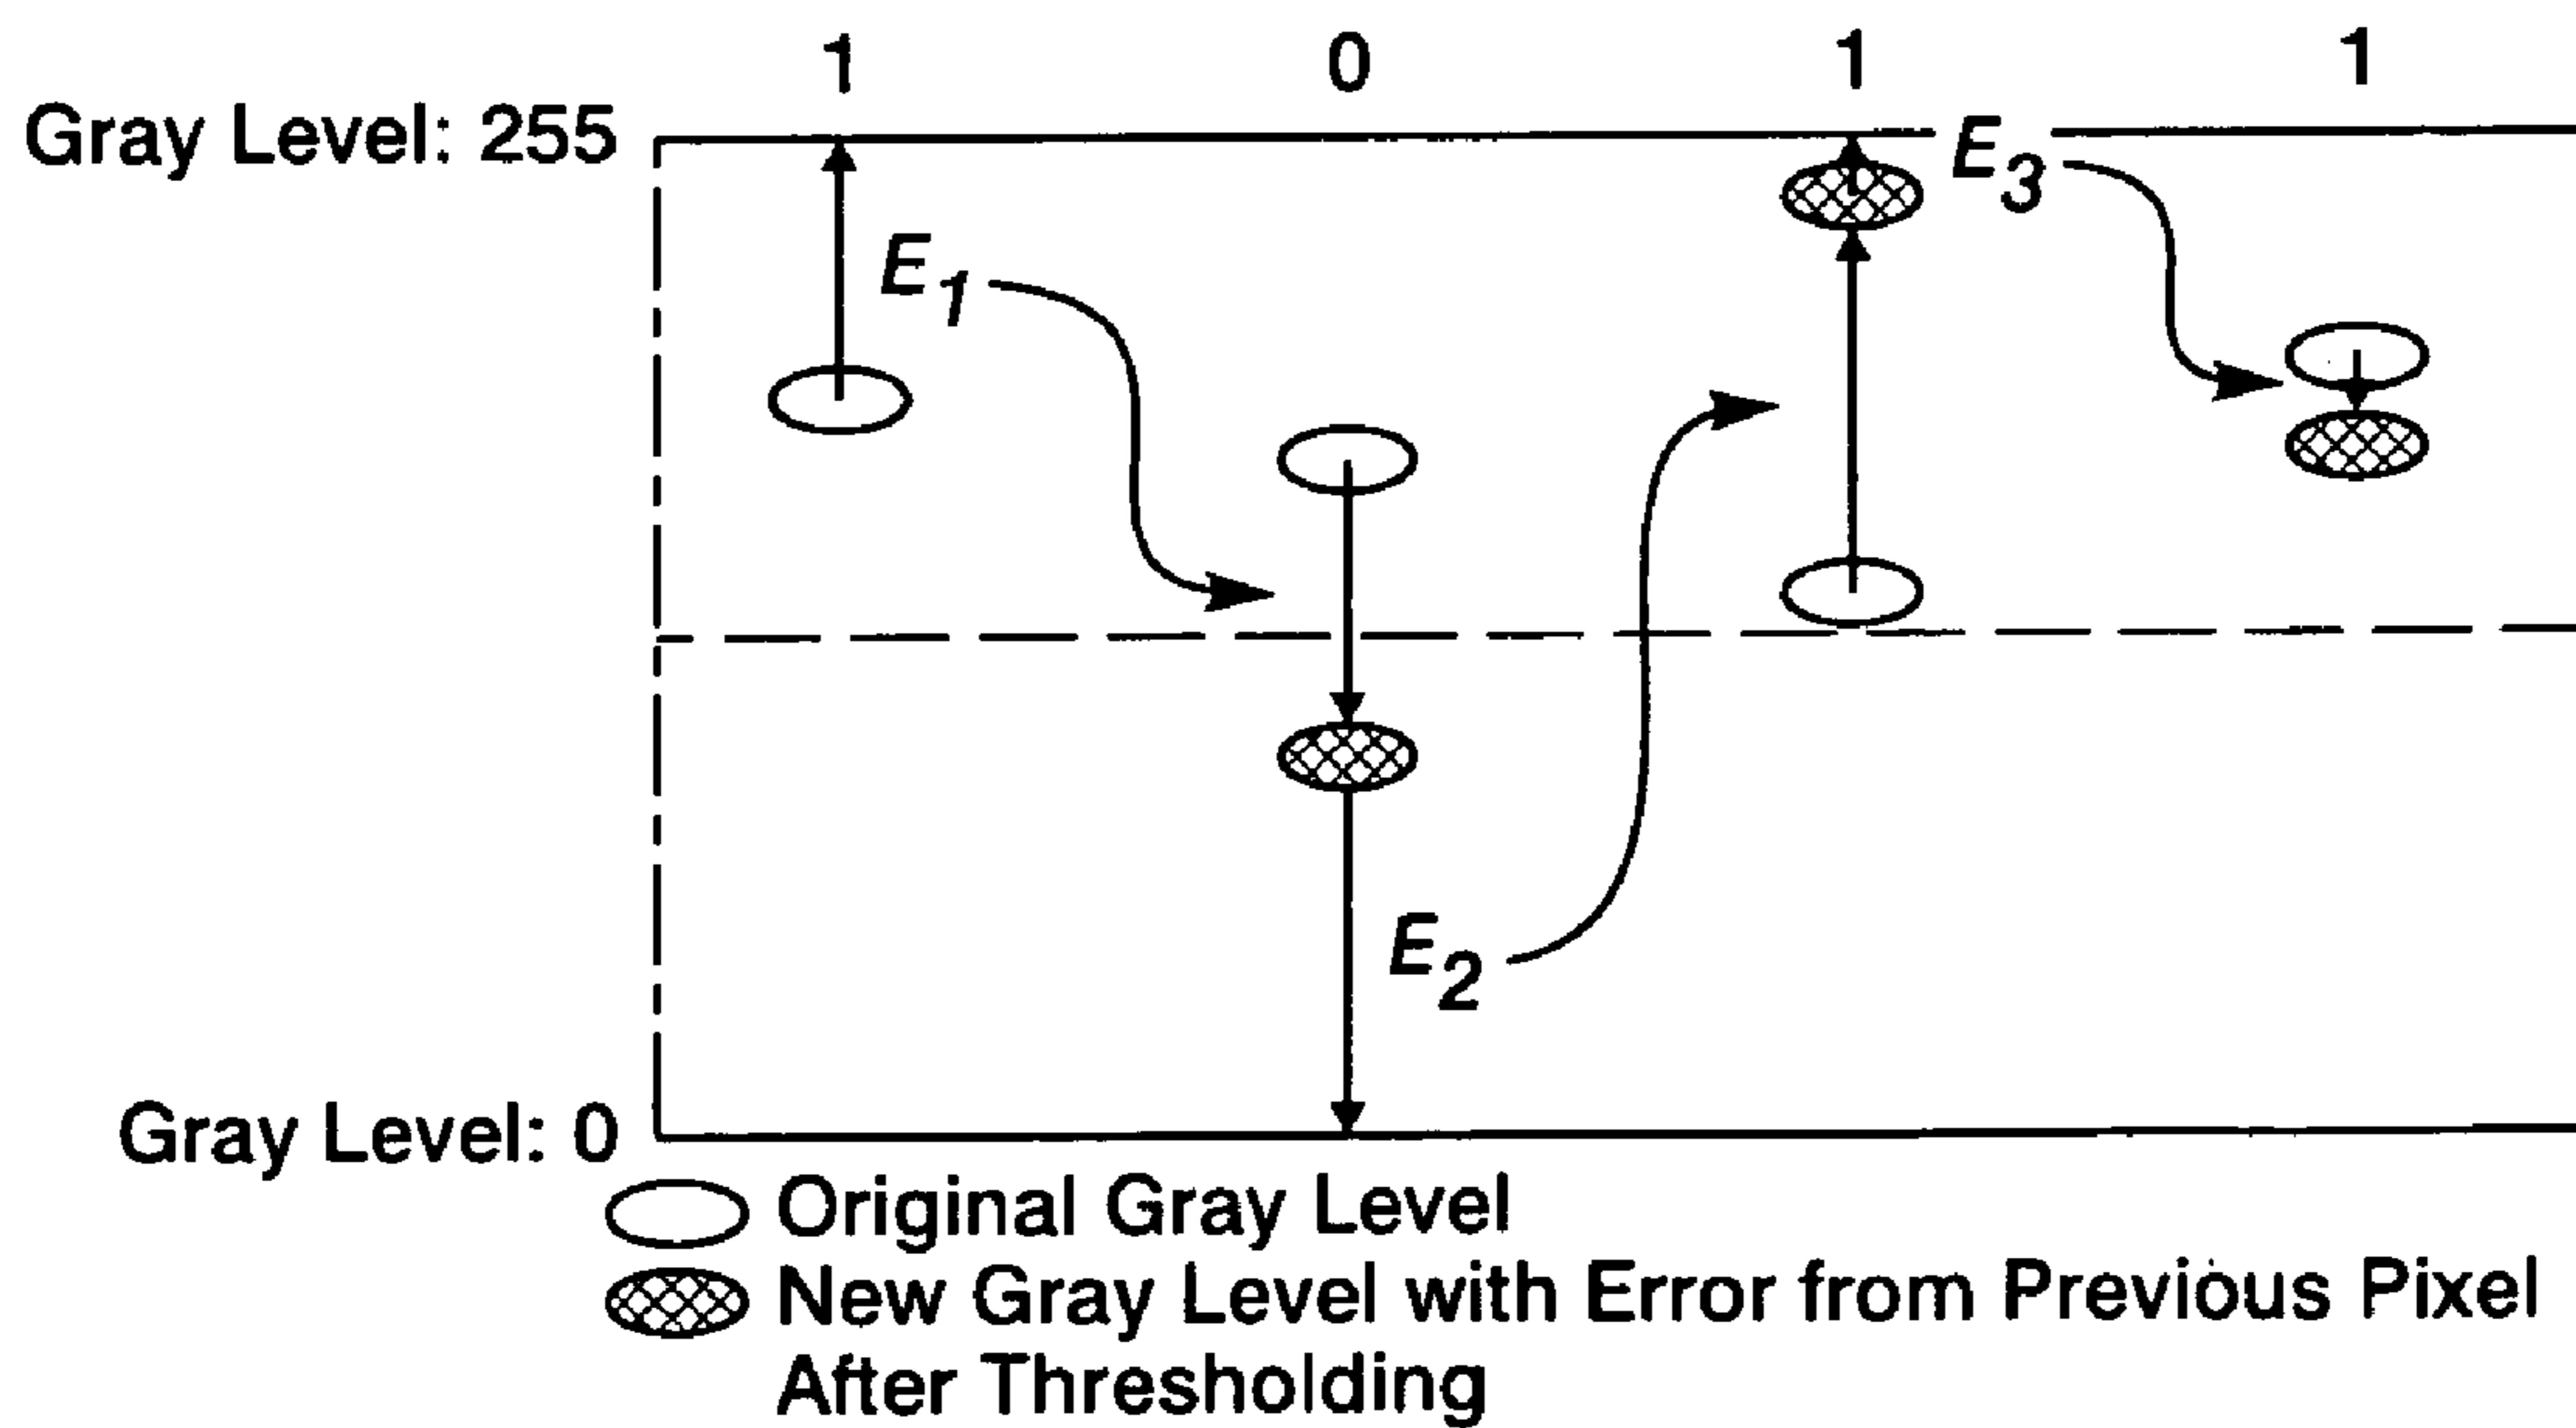 1 0 1 1
Gray Level: 255
E3
E1
E2
Gray Level: 0
Original Gray Level
New Gray Level with Error from Previous Pixel
After Thresholding